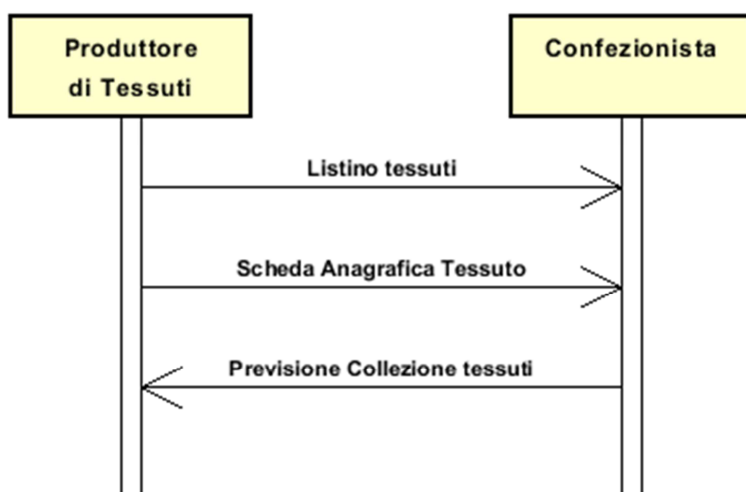 Produttore
di Tessuti
Confezionista
Listino tessuti
Scheda Anagrafica Tessuto
Previsione Collezione tessuti